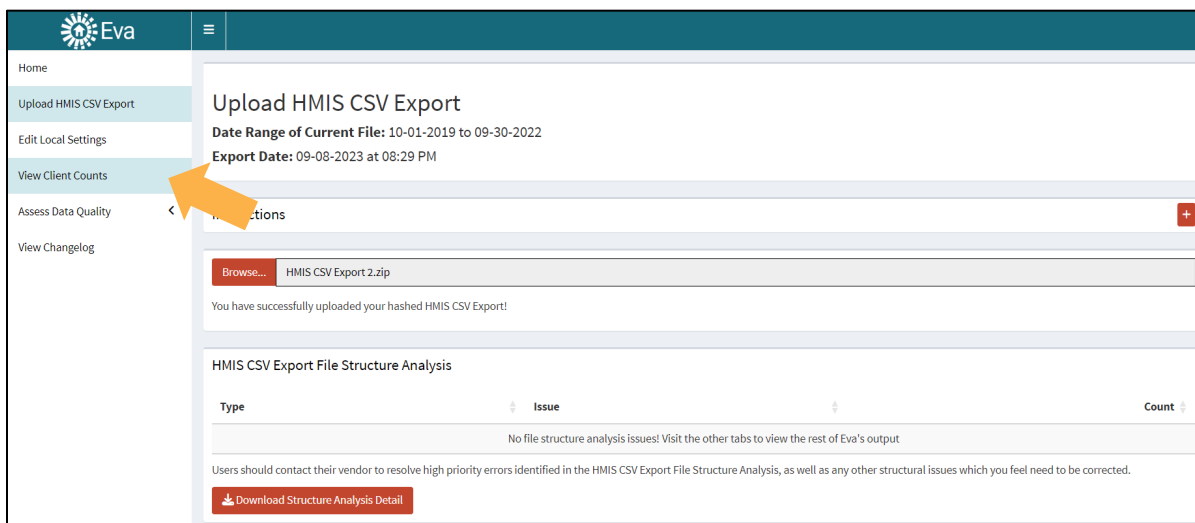 Eva
Home
Upload HMIS CSV Export
Edit Local Settings
View Client Counts
Assess Data Quality
View Changelog
Upload HMIS CSV Export
Date Range of Current File: 10-01-2019 to 09-30-2022
Export Date: 09-08-2023 at 08:29 PM
Browse... HMIS CSV Export 2.zip
You have successfully uploaded your hashed HMIS CSV Export!
HMIS CSV Export File Structure Analysis
Type Issue Count
No file structure analysis issues! Visit the other tabs to view the rest of Eva's output
Users should contact their vendor to resolve high priority errors identified in the HMIS CSV Export File Structure Analysis, as well as any other structural issues which you feel need to be corrected.
Download Structure Analysis Detail